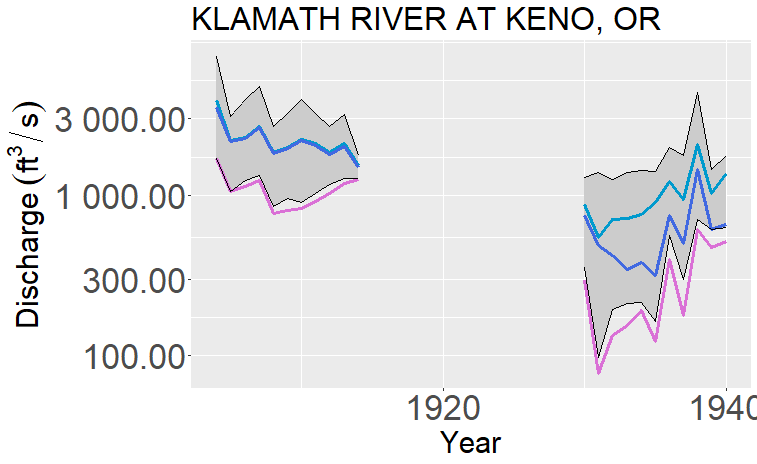 KLAMATH RIVER AT KENO, OR
Discharge (ft³/s)
3 000.00
1 000.00
300.00
100.00
1920
1940
Year